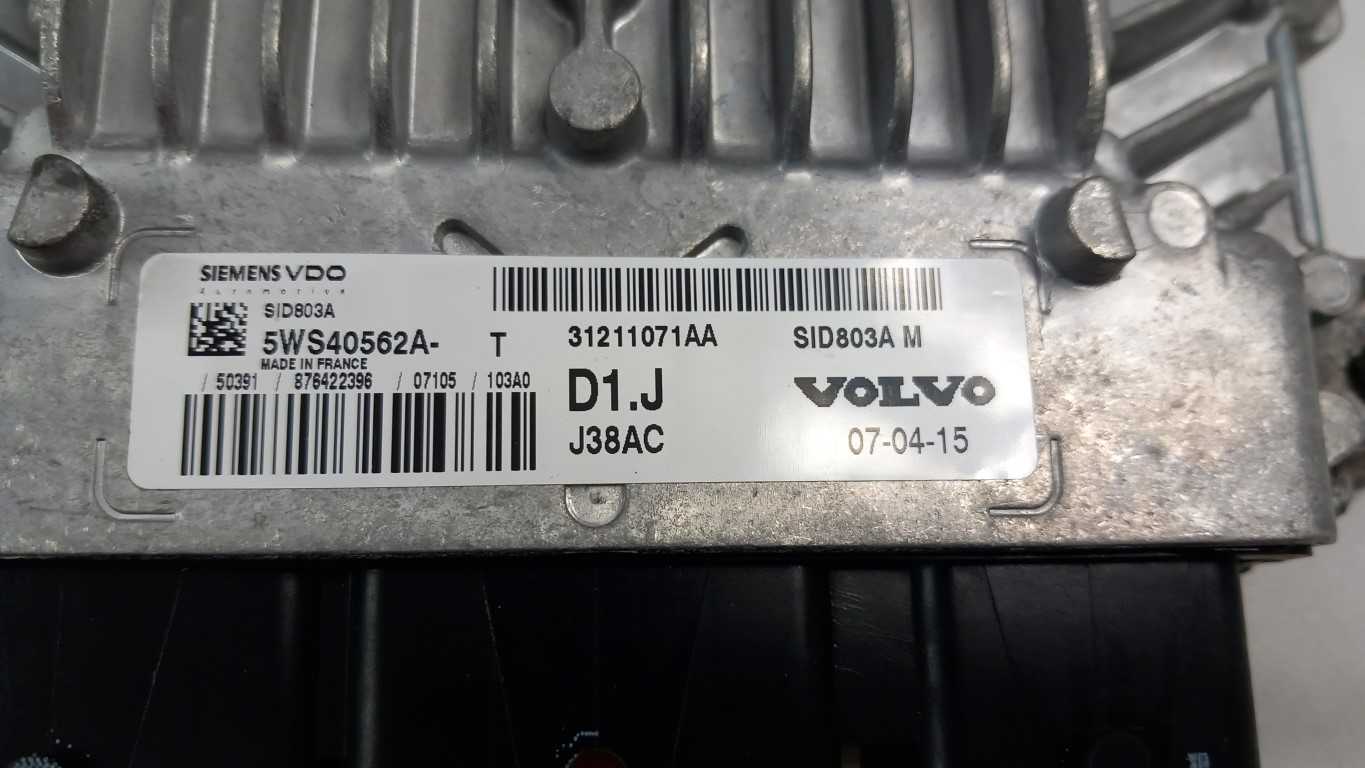 SIEMENS VDO
Automotive
SID803A
5WS40562A- T
MADE IN FRANCE
/ 50391 / 876422396 / 07105 / 103A0
31211071AA SID803A M
D1.J VOLVO
J38AC 07-04-15